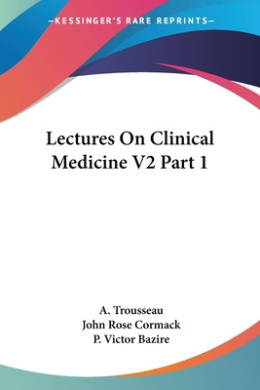 •KESSINGER'S RARE REPRINTS•
Lectures On Clinical
Medicine V2 Part 1
A. Trousseau
John Rose Cormack
P. Victor Bazire